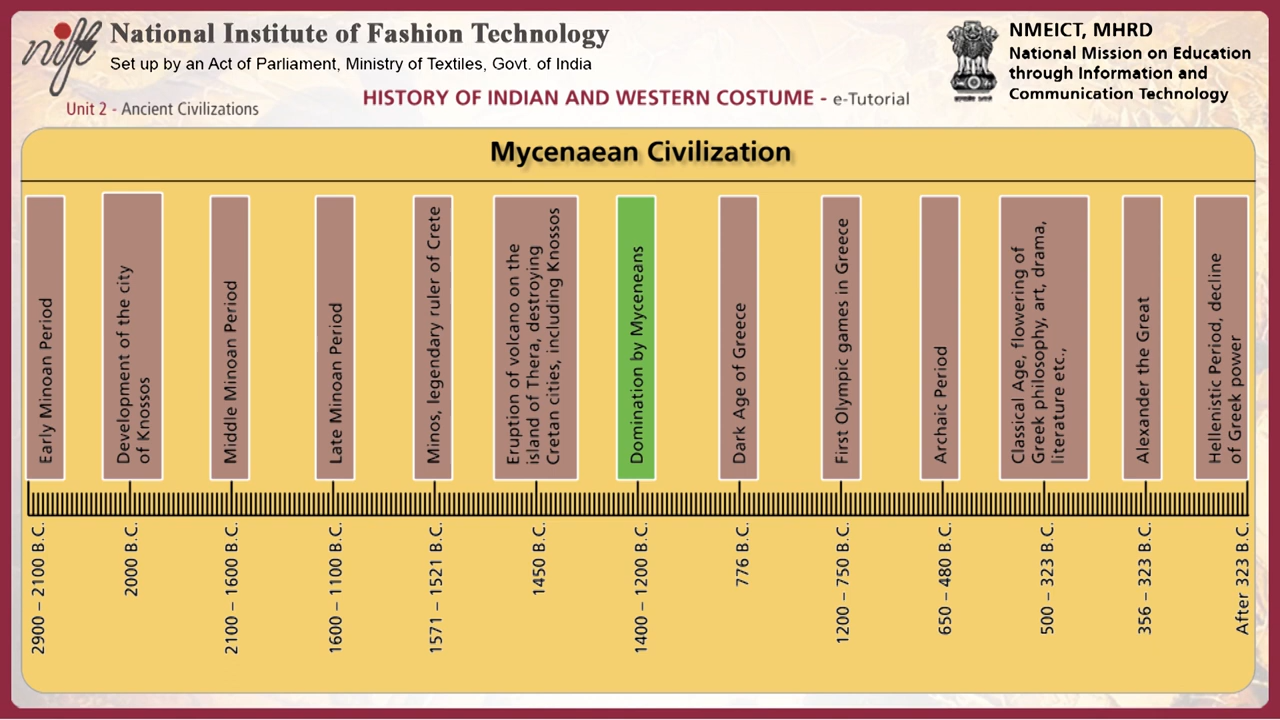 nift
National Institute of Fashion Technology
Set up by an Act of Parliament, Ministry of Textiles, Govt. of India
Unit 2 - Ancient Civilizations
HISTORY OF INDIAN AND WESTERN COSTUME - e-Tutorial
NMEICT, MHRD
National Mission on Education
through Information and
Communication Technology
Mycenaean Civilization
Early Minoan Period
Development of the city
of Knossos
Middle Minoan Period
Late Minoan Period
Minos, legendary ruler of Crete
Eruption of volcano on the
island of Thera, destroying
Cretan cities, including Knossos
Domination by Myceneans
Dark Age of Greece
First Olympic games in Greece
Archaic Period
Classical Age, flowering of
Greek philosophy, art, drama,
literature etc.,
Alexander the Great
Hellenistic Period, decline
of Greek power
2900 – 2100 B.C.
2000 B.C.
2100 – 1600 B.C.
1600 – 1100 B.C.
1571 – 1521 B.C.
1450 B.C.
1400 – 1200 B.C.
776 B.C.
1200 – 750 B.C.
650 – 480 B.C.
500 – 323 B.C.
356 – 323 B.C.
After 323 B.C.